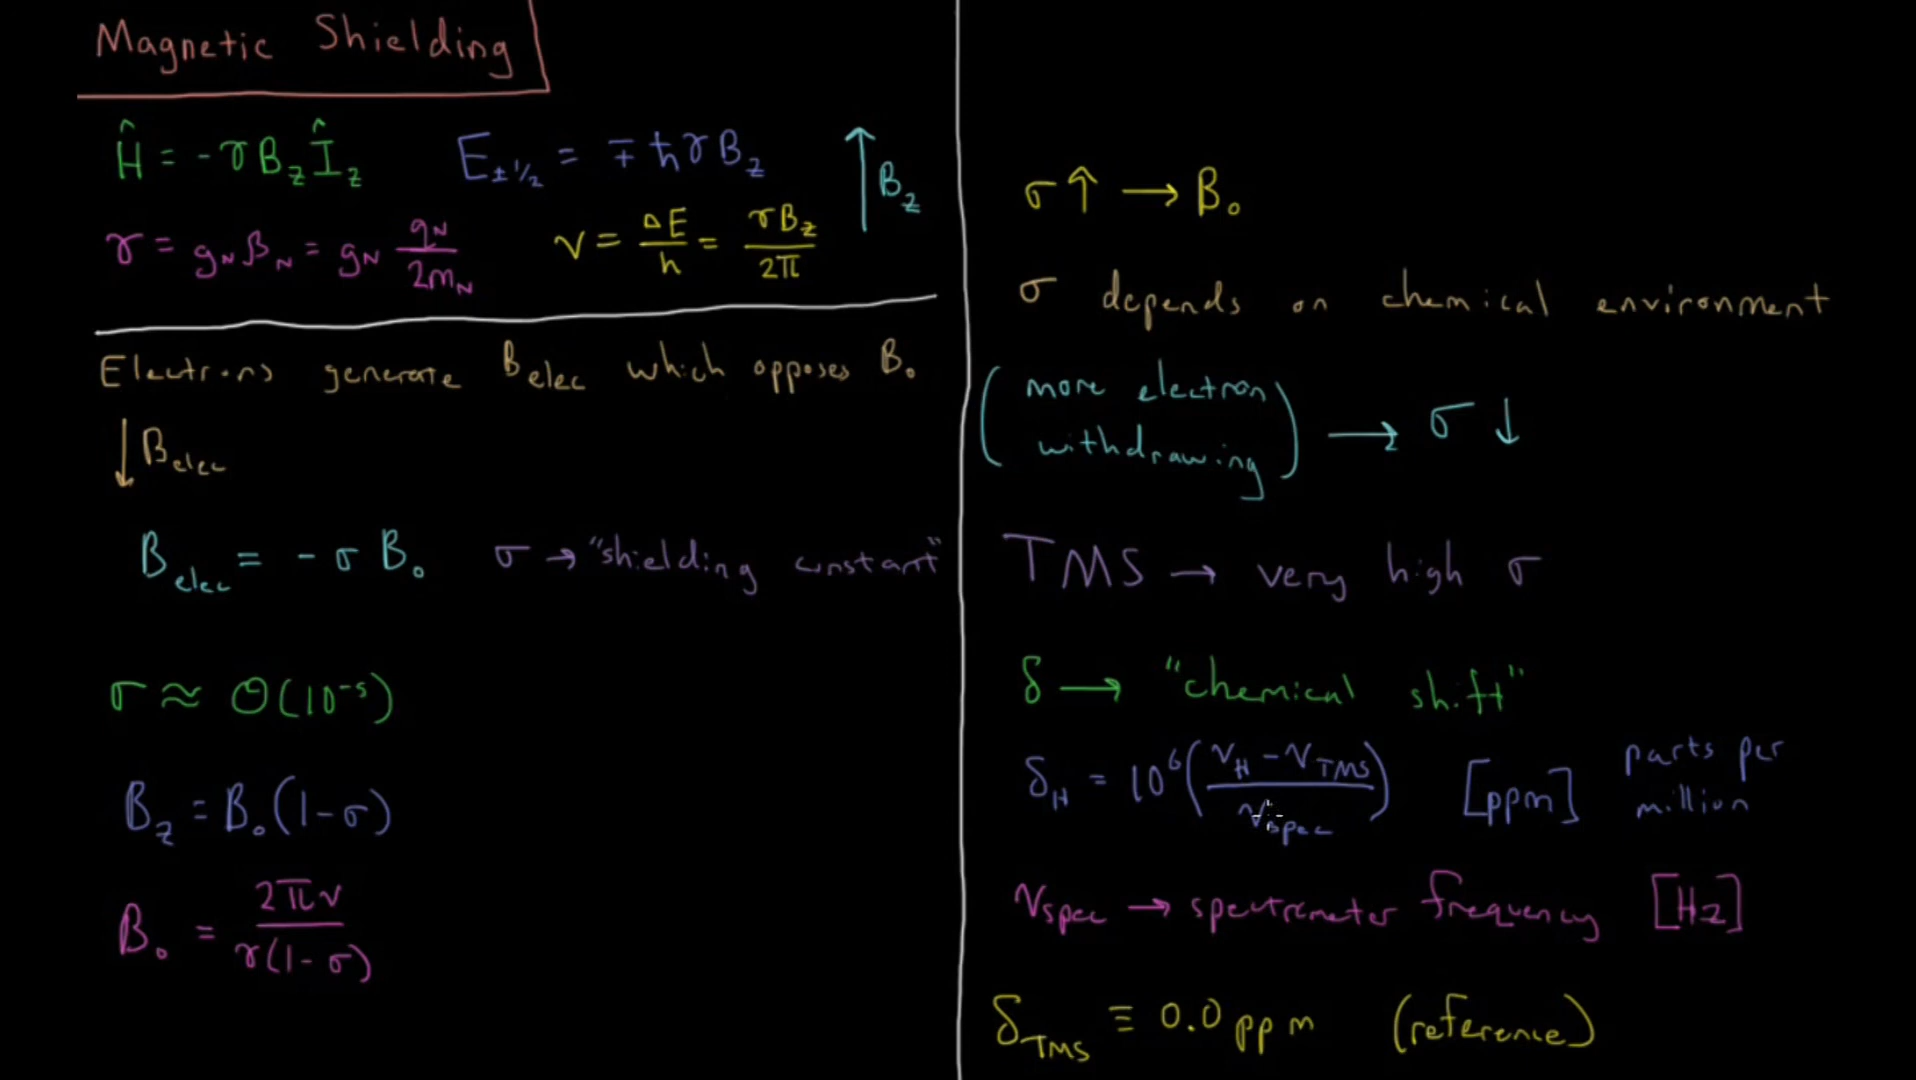 Magnetic Shielding
Ĥ = -γ B_z Î_z
E_±1/2 = ∓ ħ γ B_z
B_z
γ = g_N β_N = g_N q_N / 2m_N
ν = ΔE / h = γB_z / 2π
Electrons generate B_elec which opposes B_0
↓ B_elec
B_elec = - σ B_0   σ → "shielding constant"
σ ≈ O(10^-5)
B_z = B_0(1-σ)
B_0 = 2πν / γ(1-σ)
σ↑ → B_0
σ depends on chemical environment
(more electron
withdrawing) → σ ↓
TMS → very high σ
δ → "chemical shift"
δ_H = 10^6 (ν_H - ν_TMS / ν_spec) [ppm] parts per
million
ν_spec → spectrometer frequency [Hz]
δ_TMS ≡ 0.0 ppm (reference)